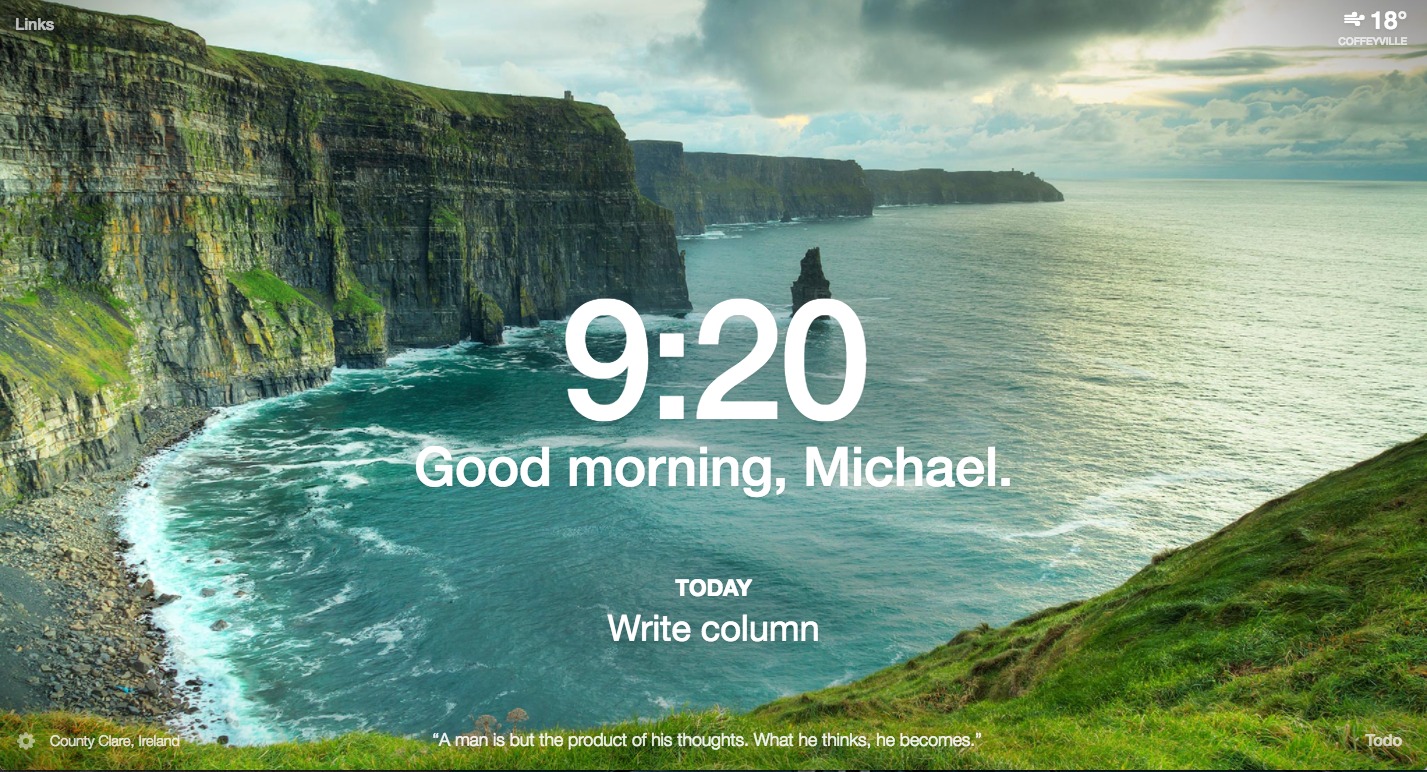 Links
18°
COFFEYVILLE
9:20
Good morning, Michael.
TODAY
Write column
County Clare, Ireland
“A man is but the product of his thoughts. What he thinks, he becomes.”
Todo